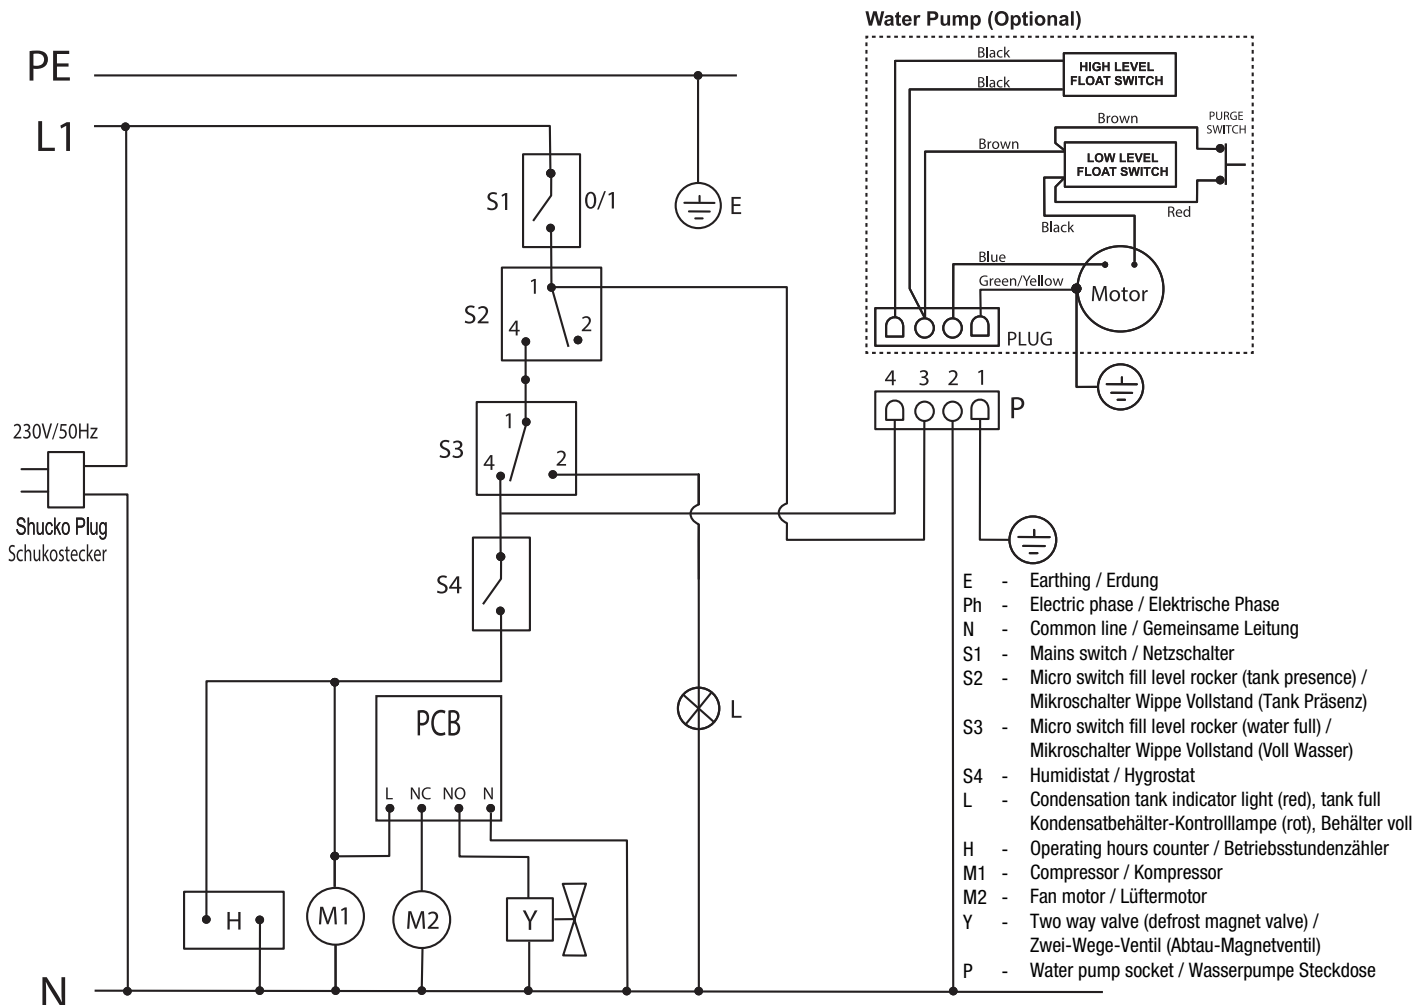 Water Pump (Optional)
PE
L1
Black
HIGH LEVEL
FLOAT SWITCH
Black
Brown
PURGE
SWITCH
Brown
LOW LEVEL
FLOAT SWITCH
Red
Black
Blue
Green/Yellow
Motor
PLUG
S1
0/1
E
1
S2
4
2
4 3 2 1
P
1
S3
4
2
230V/50Hz
Shucko Plug
Schukostecker
S4
PCB
L NC NO N
L
H
M1
M2
Y
N
E - Earthing / Erdung
Ph - Electric phase / Elektrische Phase
N - Common line / Gemeinsame Leitung
S1 - Mains switch / Netzschalter
S2 - Micro switch fill level rocker (tank presence) /
Mikroschalter Wippe Vollstand (Tank Präsenz)
S3 - Micro switch fill level rocker (water full) /
Mikroschalter Wippe Vollstand (Voll Wasser)
S4 - Humidistat / Hygrostat
L - Condensation tank indicator light (red), tank full
Kondensatbehälter-Kontrolllampe (rot), Behälter voll
H - Operating hours counter / Betriebsstundenzähler
M1 - Compressor / Kompressor
M2 - Fan motor / Lüftermotor
Y - Two way valve (defrost magnet valve) /
Zwei-Wege-Ventil (Abtau-Magnetventil)
P - Water pump socket / Wasserpumpe Steckdose